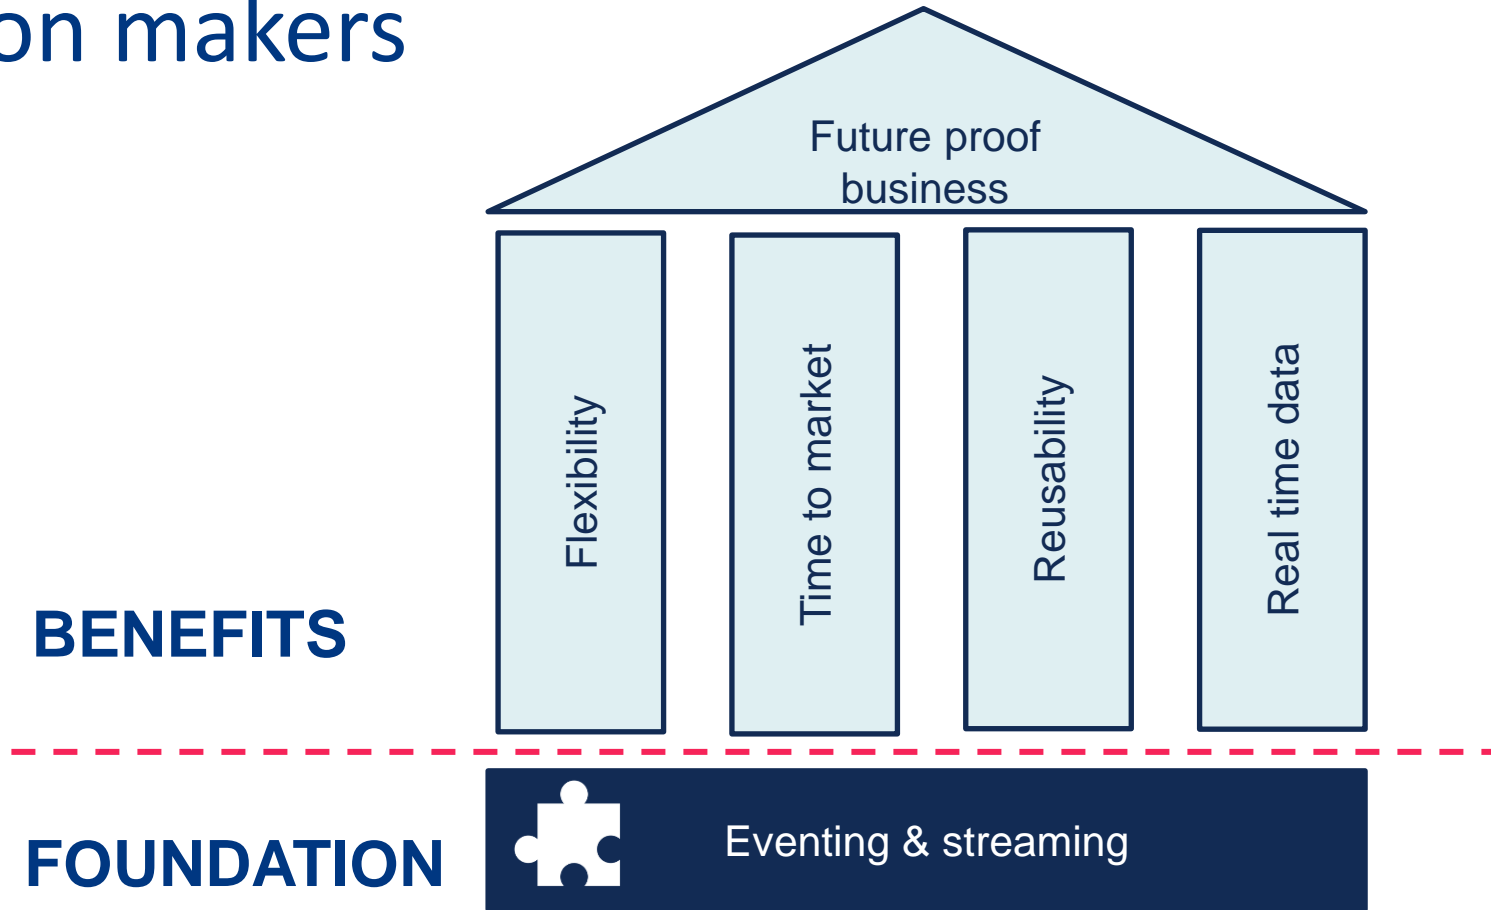 on makers
Future proof
business
Flexibility
Time to market
Reusability
Real time data
BENEFITS
FOUNDATION
Eventing & streaming